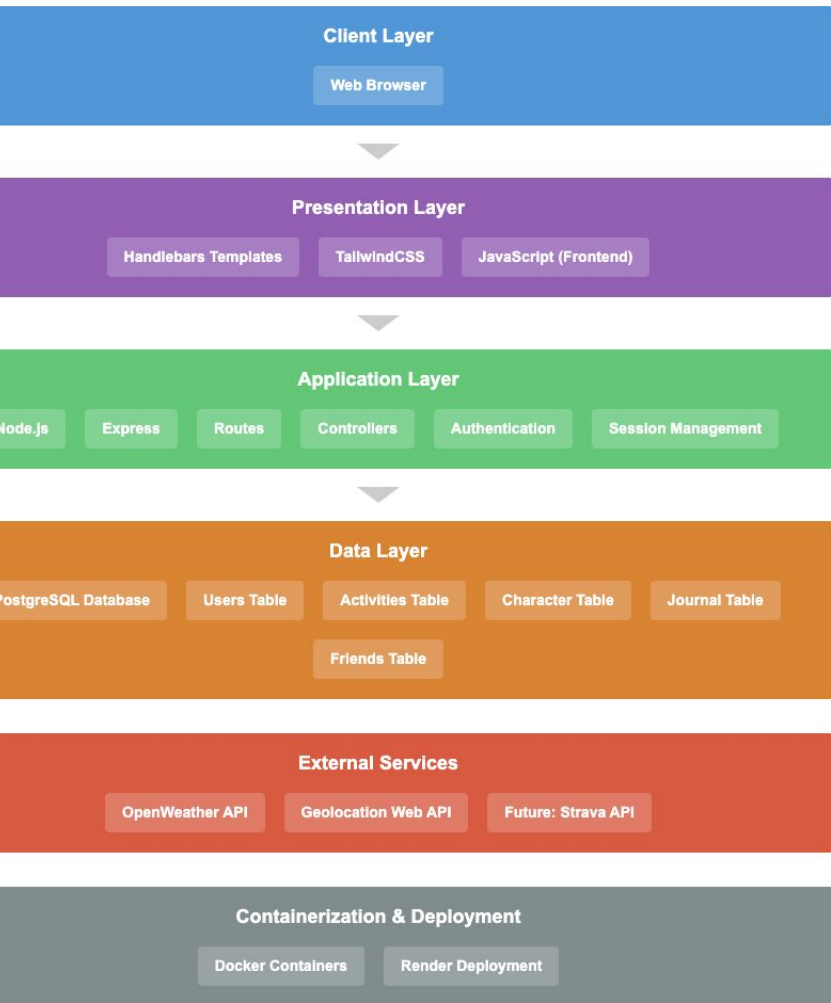 Client Layer
Web Browser
Presentation Layer
Handlebars Templates TailwindCSS JavaScript (Frontend)
Application Layer
Node.js Express Routes Controllers Authentication Session Management
Data Layer
PostgreSQL Database Users Table Activities Table Character Table Journal Table
Friends Table
External Services
OpenWeather API Geolocation Web API Future: Strava API
Containerization & Deployment
Docker Containers Render Deployment